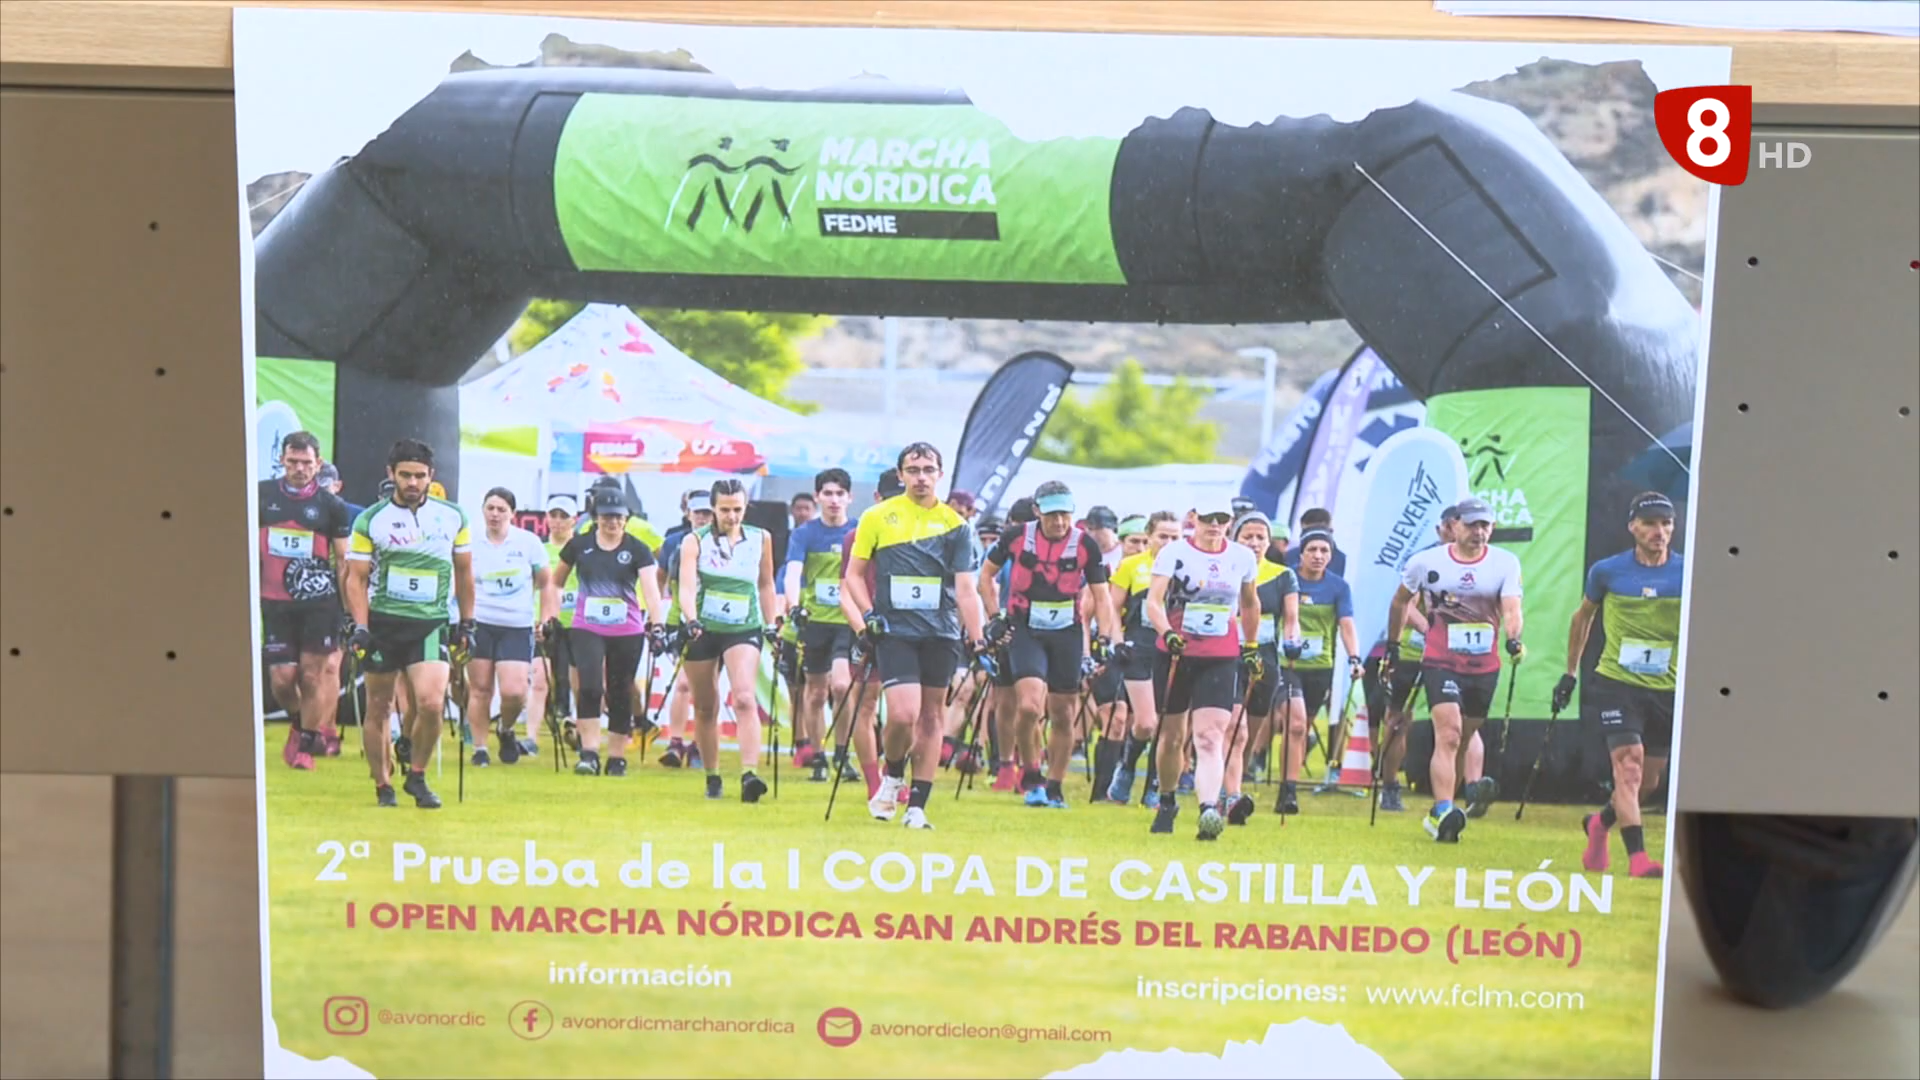 8 HD
MARCHA
NÓRDICA
FEDME
FEDME
YOU EVENT
15
5
14
8
4
3
7
2
11
1
2ª Prueba de la I COPA DE CASTILLA Y LEÓN
I OPEN MARCHA NÓRDICA SAN ANDRÉS DEL RABANEDO (LEÓN)
información
inscripciones: www.fclm.com
@avonordic avonordicmarchanordica avonordicleon@gmail.com